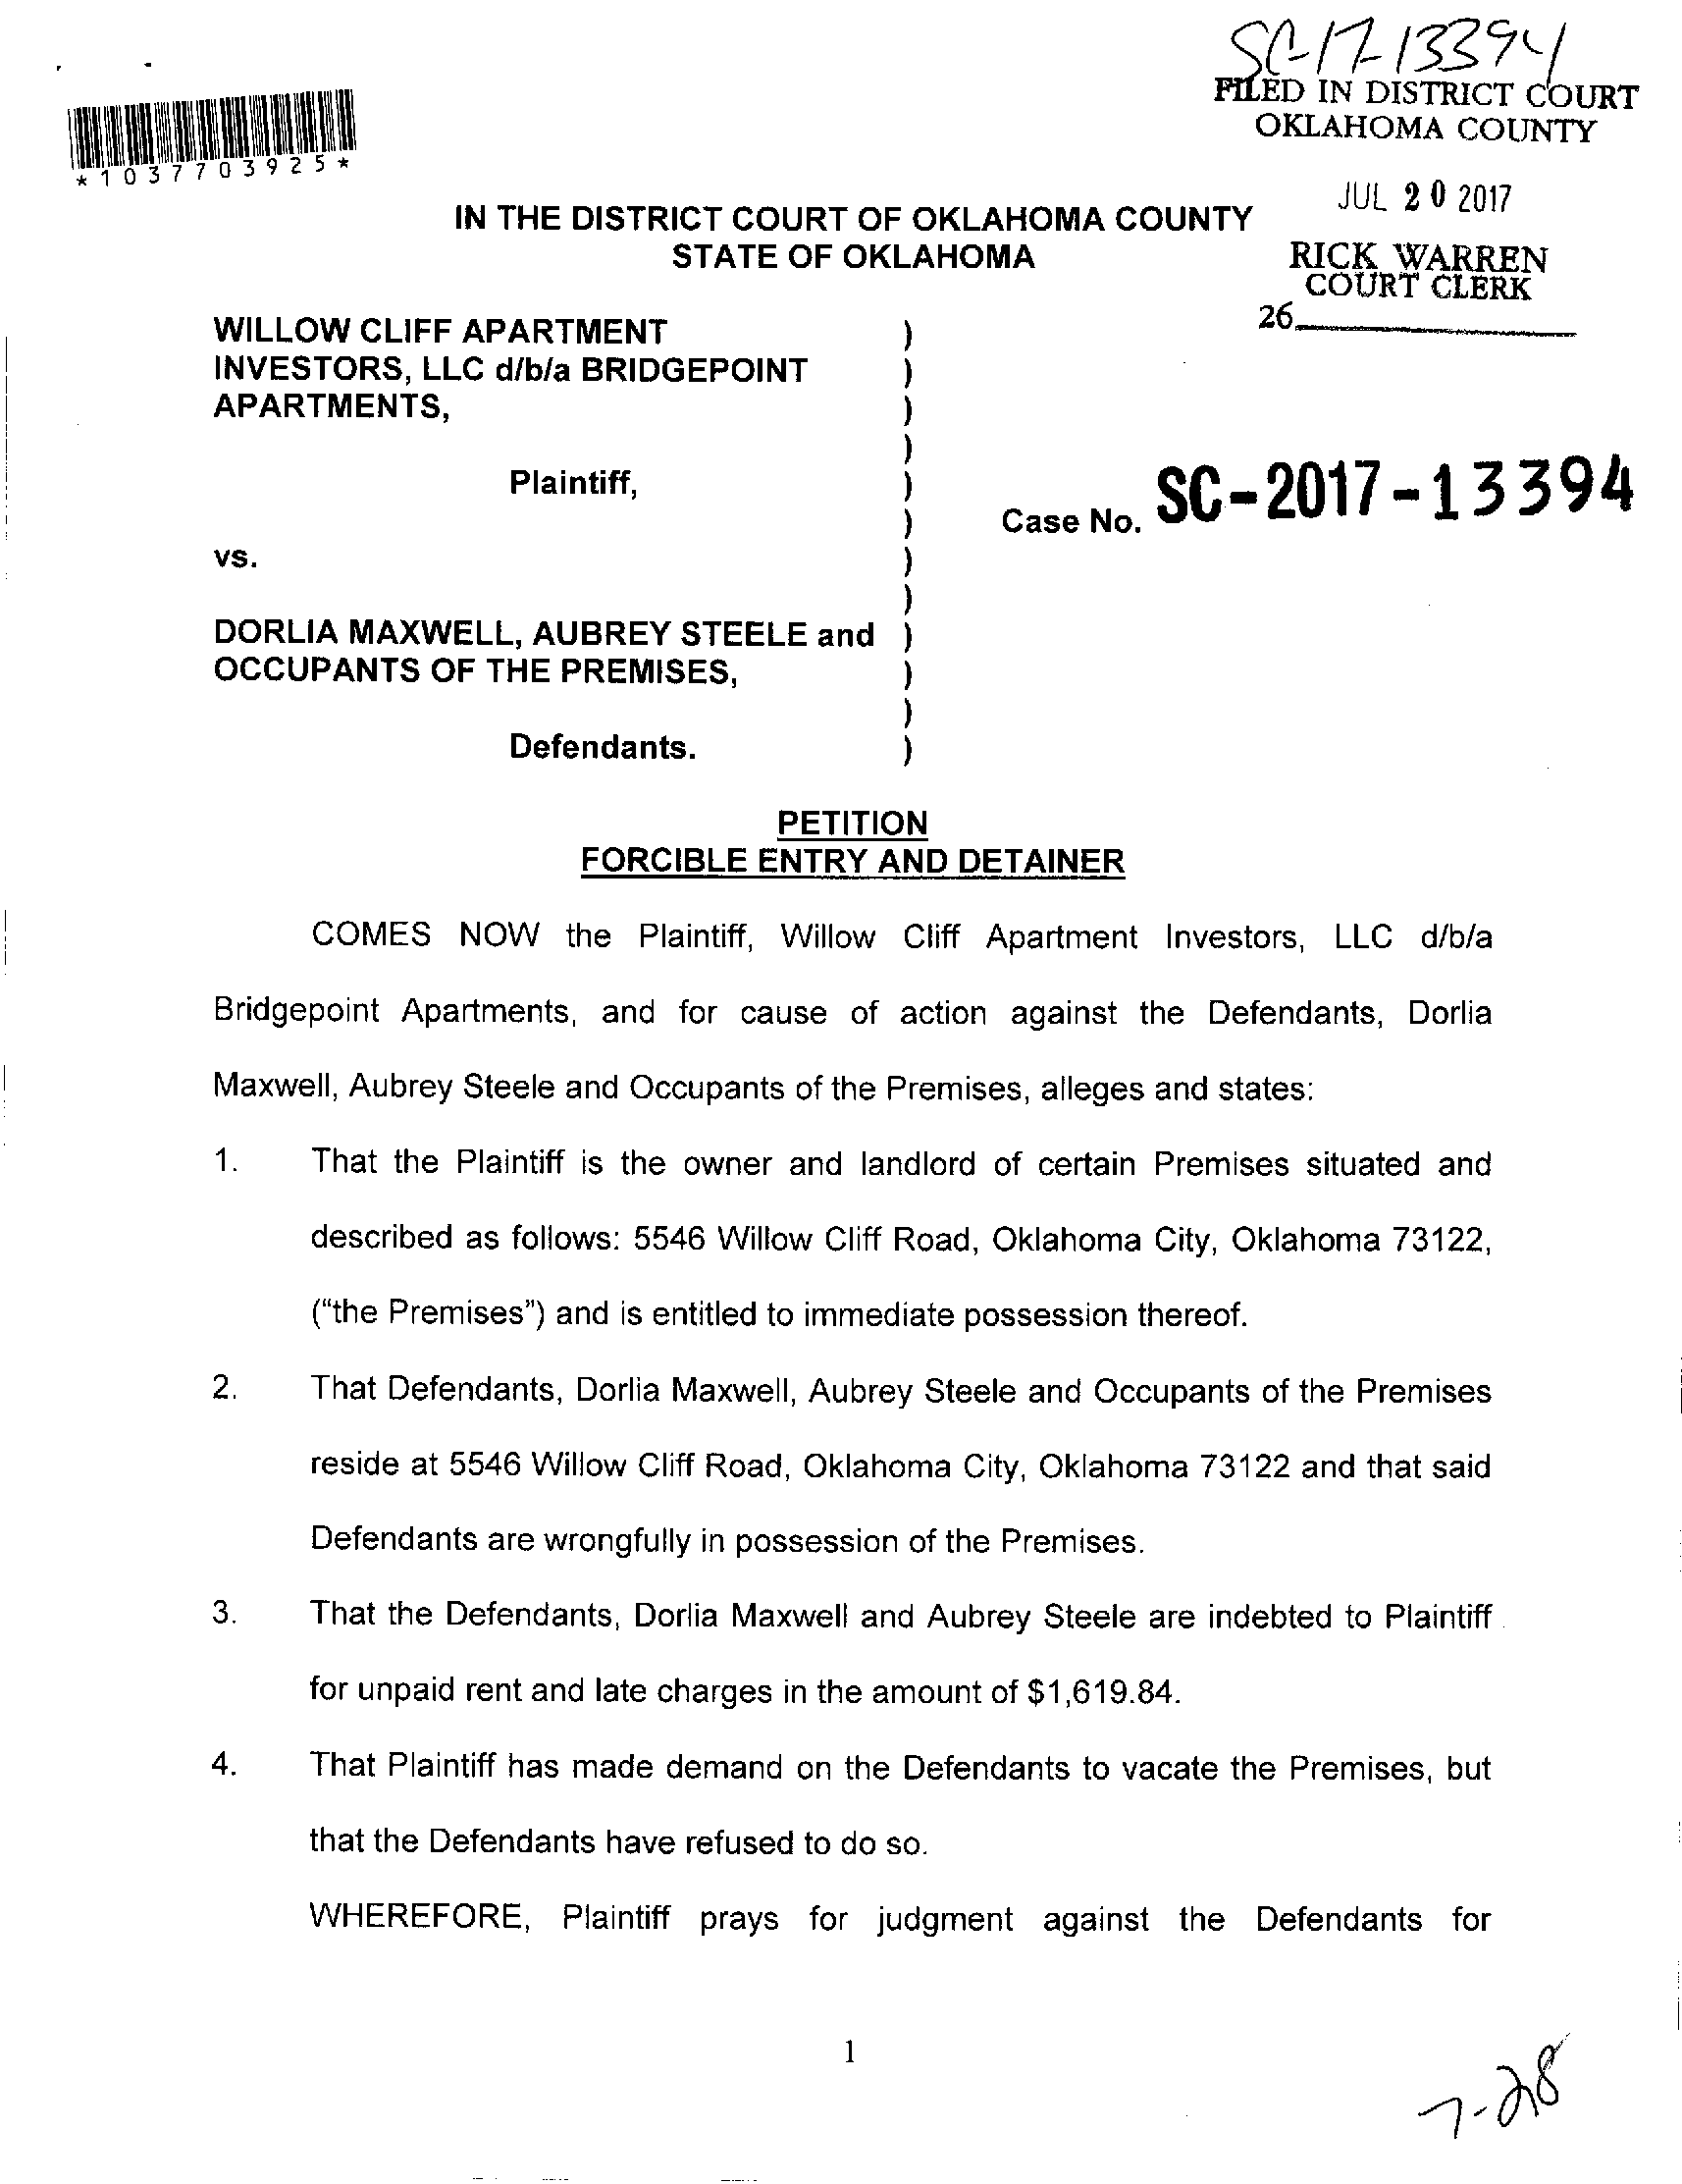 SC-17-13394
FILED IN DISTRICT COURT
OKLAHOMA COUNTY
*1037703925*
JUL 20 2017
IN THE DISTRICT COURT OF OKLAHOMA COUNTY
STATE OF OKLAHOMA
RICK WARREN
COURT CLERK
26
WILLOW CLIFF APARTMENT )
INVESTORS, LLC d/b/a BRIDGEPOINT )
APARTMENTS, )
)
Plaintiff, )
) Case No. SC-2017-13394
vs. )
)
DORLIA MAXWELL, AUBREY STEELE and )
OCCUPANTS OF THE PREMISES, )
)
Defendants. )
PETITION
FORCIBLE ENTRY AND DETAINER
COMES NOW the Plaintiff, Willow Cliff Apartment Investors, LLC d/b/a
Bridgepoint Apartments, and for cause of action against the Defendants, Dorlia
Maxwell, Aubrey Steele and Occupants of the Premises, alleges and states:
1. That the Plaintiff is the owner and landlord of certain Premises situated and
described as follows: 5546 Willow Cliff Road, Oklahoma City, Oklahoma 73122,
("the Premises") and is entitled to immediate possession thereof.
2. That Defendants, Dorlia Maxwell, Aubrey Steele and Occupants of the Premises
reside at 5546 Willow Cliff Road, Oklahoma City, Oklahoma 73122 and that said
Defendants are wrongfully in possession of the Premises.
3. That the Defendants, Dorlia Maxwell and Aubrey Steele are indebted to Plaintiff
for unpaid rent and late charges in the amount of $1,619.84.
4. That Plaintiff has made demand on the Defendants to vacate the Premises, but
that the Defendants have refused to do so.
WHEREFORE, Plaintiff prays for judgment against the Defendants for
1
7-28